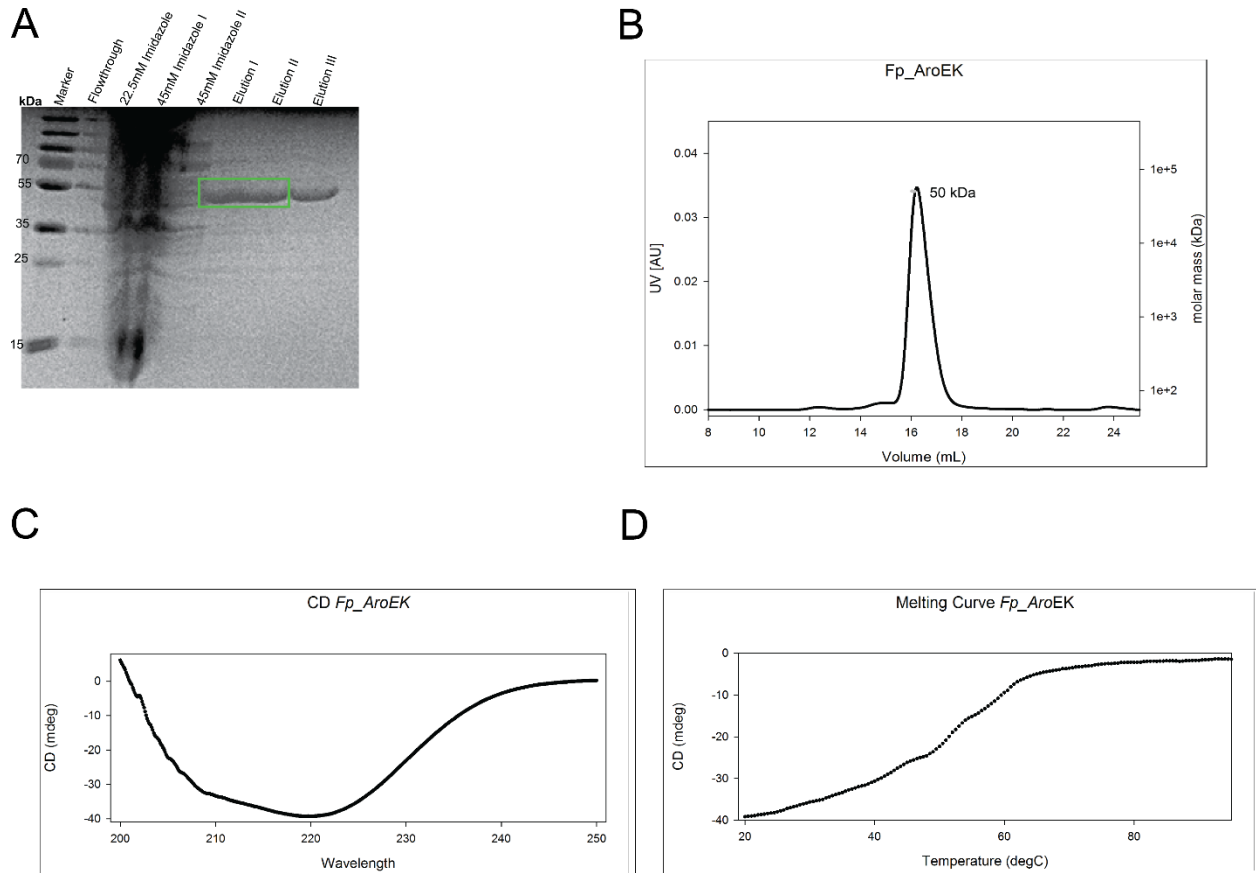 A
Marker
Flowthrough
22.5mM Imidazole
45mM Imidazole I
45mM Imidazole II
Elution I
Elution II
Elution III
kDa
70
55
35
25
15
B
Fp_AroEK
0.04
0.03
0.02
0.01
0.00
UV [AU]
50 kDa
1e+5
1e+4
1e+3
1e+2
molar mass (kDa)
8 10 12 14 16 18 20 22 24
Volume (mL)
C
CD Fp_AroEK
0
-10
-20
-30
-40
CD (mdeg)
200 210 220 230 240 250
Wavelength
D
Melting Curve Fp_AroEK
0
-10
-20
-30
-40
CD (mdeg)
20 40 60 80
Temperature (degC)